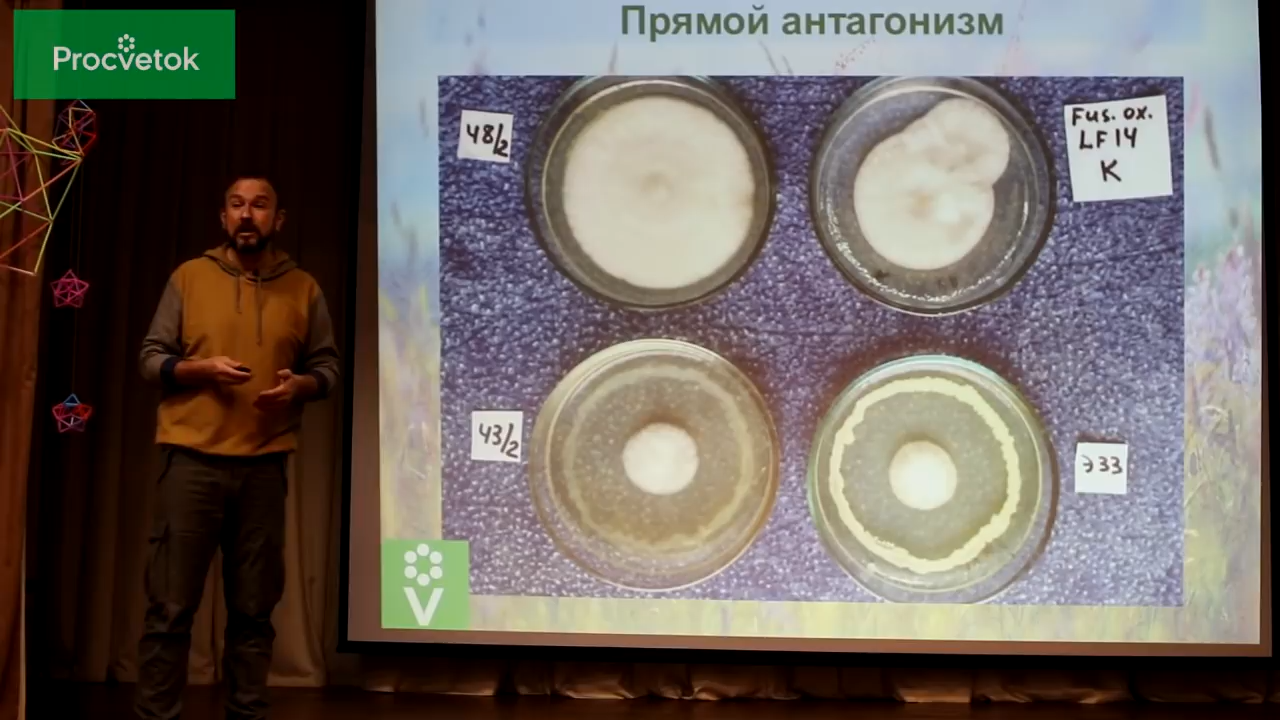 Procvetok
Прямой антагонизм
48/2
Fus. ox.
LF14
K
43/2
Э33
V